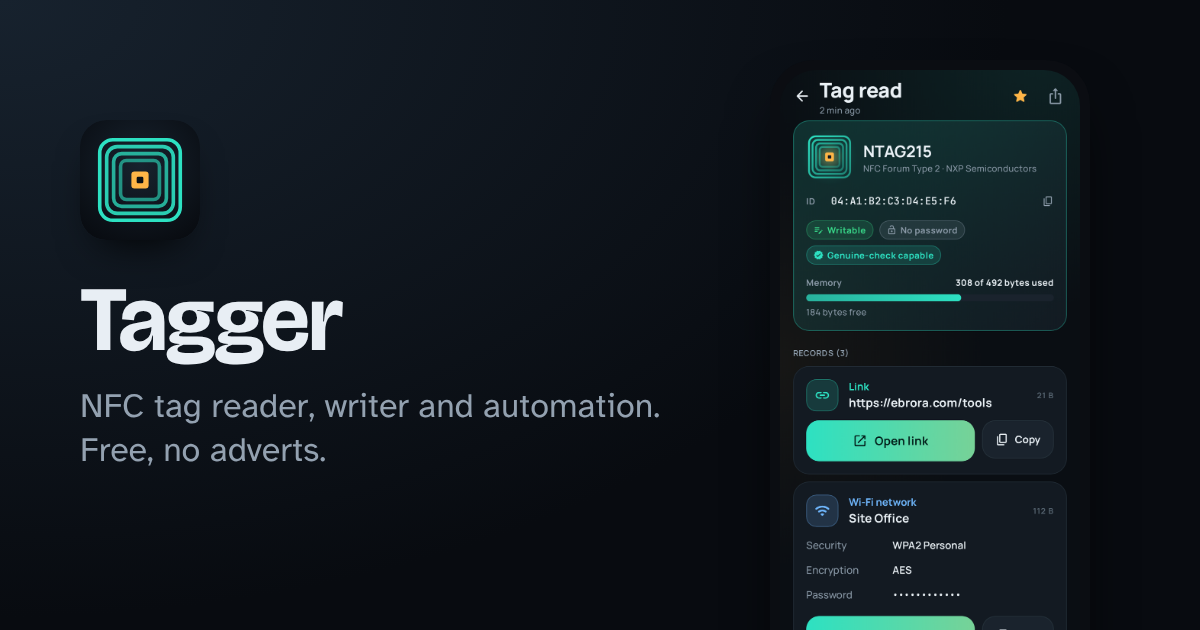 Tagger
NFC tag reader, writer and automation.
Free, no adverts.
Tag read
2 min ago
NTAG215
NFC Forum Type 2 · NXP Semiconductors
ID 04:A1:B2:C3:D4:E5:F6
Writable No password
Genuine-check capable
Memory 308 of 492 bytes used
184 bytes free
RECORDS (3)
Link
https://ebrora.com/tools 21 B
Open link Copy
Wi-Fi network
Site Office 112 B
Security WPA2 Personal
Encryption AES
Password ••••••••••••